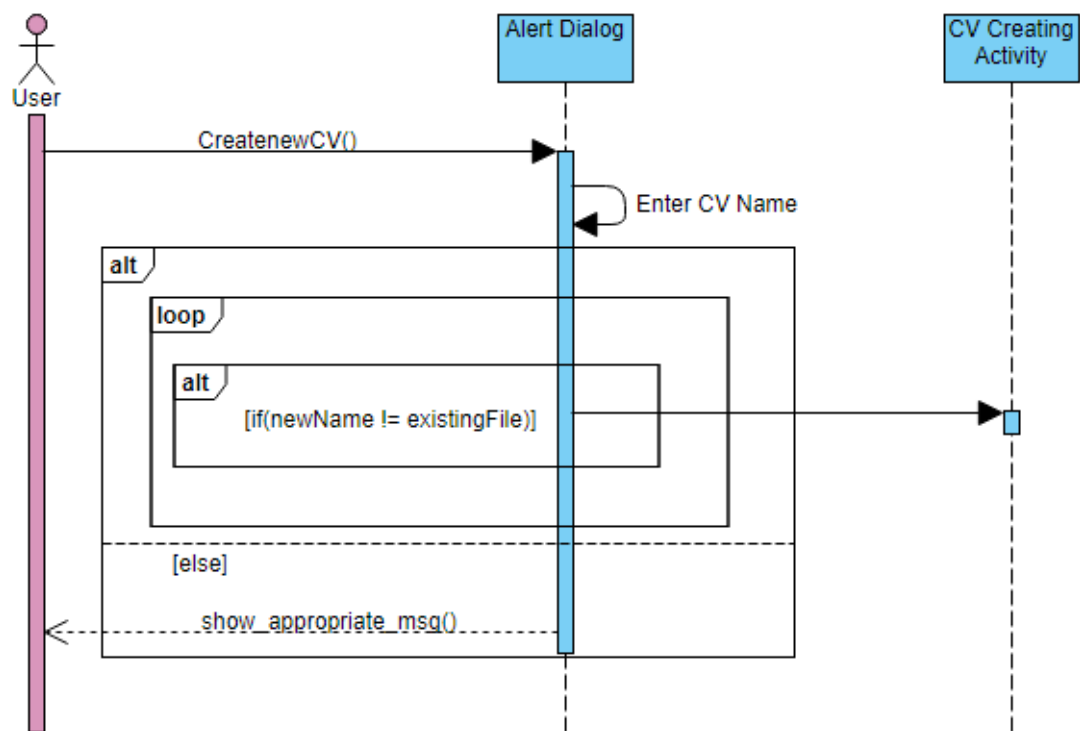 Alert Dialog
CV Creating
Activity
User
CreatenewCV()
Enter CV Name
alt
loop
alt
[if(newName != existingFile)]
[else]
show_appropriate_msg()